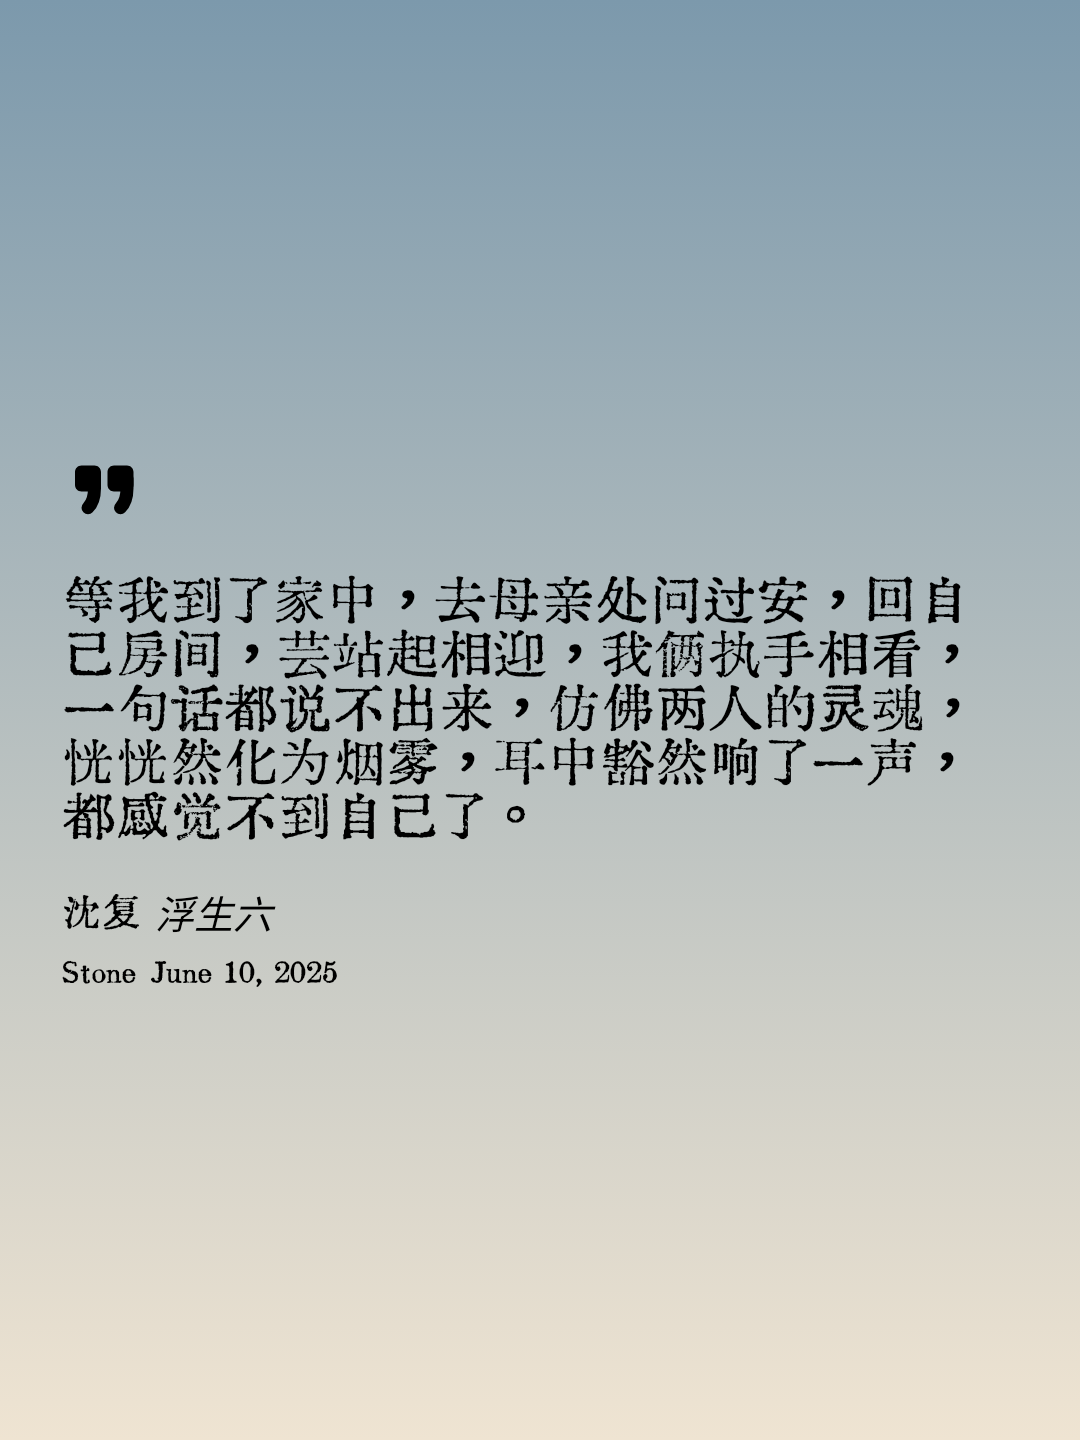 ”
等我到了家中，去母亲处问过安，回自
己房间，芸站起相迎，我俩执手相看，
一句话都说不出来，仿佛两人的灵魂，
恍恍然化为烟雾，耳中豁然响了一声，
都感觉不到自己了。
沈复 浮生六
Stone June 10, 2025